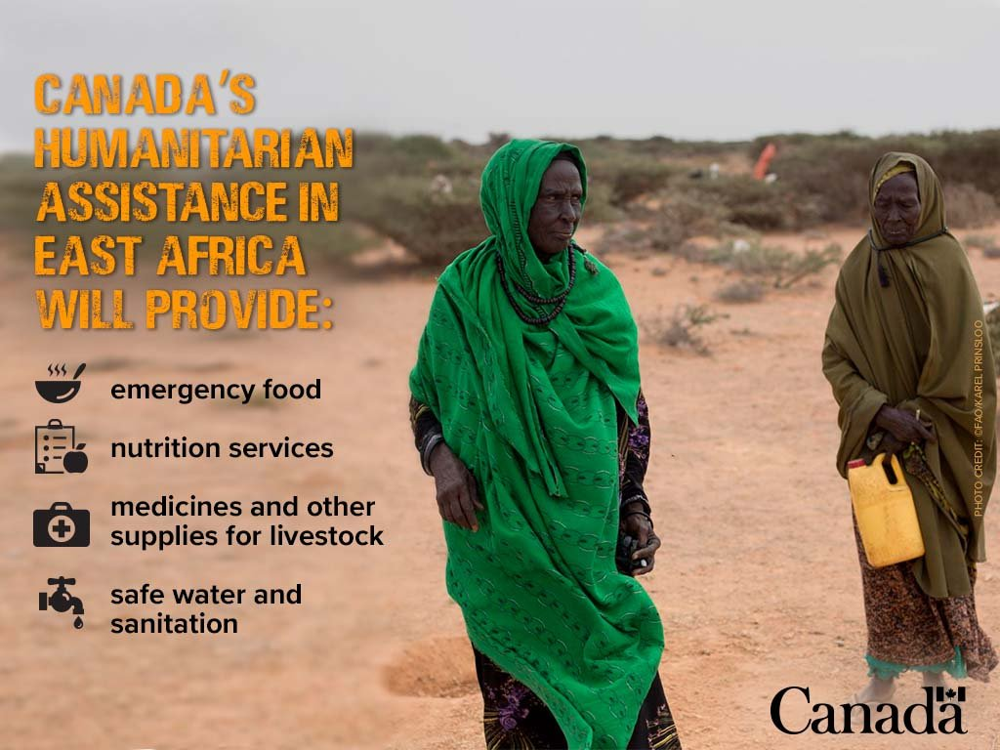 CANADA'S
HUMANITARIAN
ASSISTANCE IN
EAST AFRICA
WILL PROVIDE:
emergency food
nutrition services
medicines and other
supplies for livestock
safe water and
sanitation
PHOTO CREDIT: ©FAO/KAREL PRINSLOO
Canada